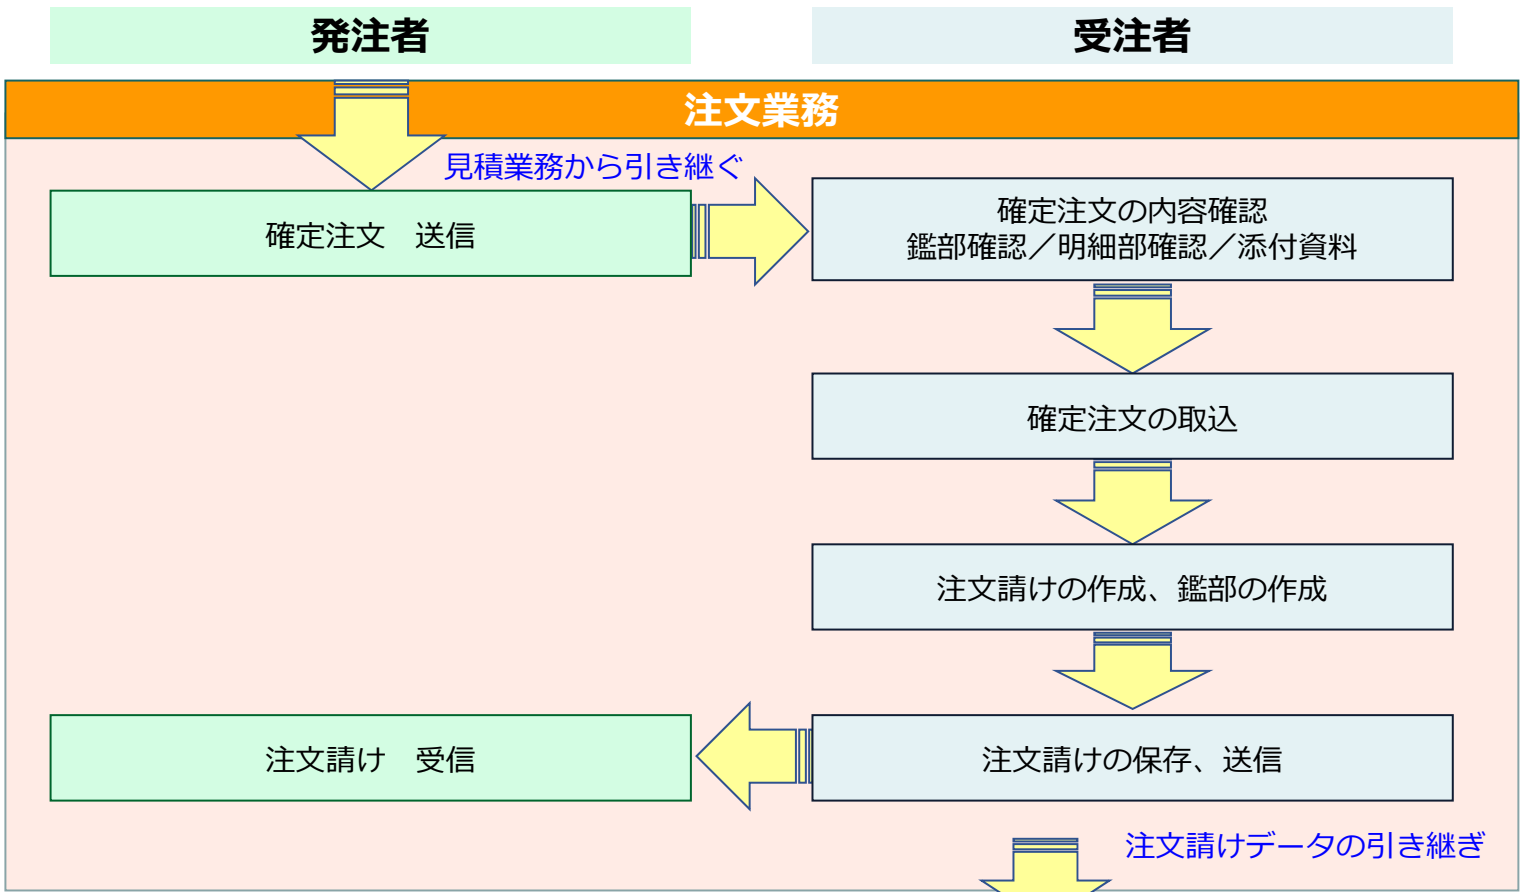 発注者
受注者
注文業務
見積業務から引き継ぐ
確定注文　送信
確定注文の内容確認
鑑部確認／明細部確認／添付資料
確定注文の取込
注文請けの作成、鑑部の作成
注文請け　受信
注文請けの保存、送信
注文請けデータの引き継ぎ